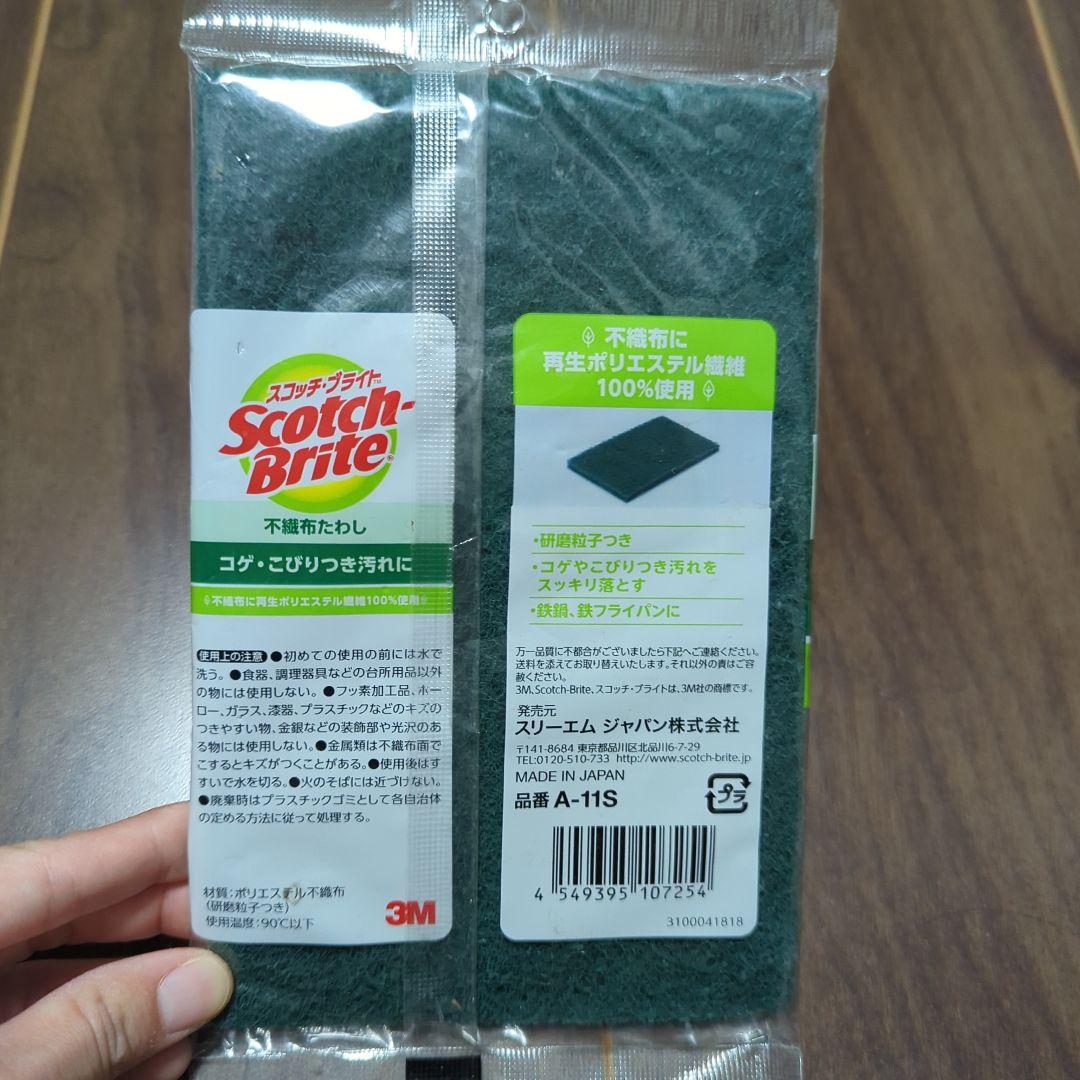 スコッチ・ブライト™
Scotch-
Brite®
不織布たわし
コゲ・こびりつき汚れに
不織布に再生ポリエステル繊維100%使用
使用上の注意 ●初めての使用の前には水で
洗う。●食器、調理器具などの台所用品以外
の物には使用しない。●フッ素加工品、ホー
ロー、ガラス、漆器、プラスチックなどのキズの
つきやすい物、金銀などの装飾部や光沢のあ
る物には使用しない。●金属類は不織布面で
こするとキズがつくことがある。●使用後はす
すいで水を切る。●火のそばには近づけない。
●廃棄時はプラスチックゴミとして各自治体
の定める方法に従って処理する。
材質:ポリエステル不織布
(研磨粒子つき)
使用温度:90℃以下
3M
不織布に
再生ポリエステル繊維
100%使用
・研磨粒子つき
・コゲやこびりつき汚れを
スッキリ落とす
・鉄鍋、鉄フライパンに
万一品質に不都合がございましたら下記へご連絡ください。
送料を添えてお取り替えいたします。それ以外の責はご容
赦ください。
3M、Scotch-Brite、スコッチ・ブライトは、3M社の商標です。
発売元
スリーエム ジャパン株式会社
〒141-8684 東京都品川区北品川6-7-29
TEL:0120-510-733 http://www.scotch-brite.jp
MADE IN JAPAN
品番 A-11S
プラ
4 549395 107254
3100041818